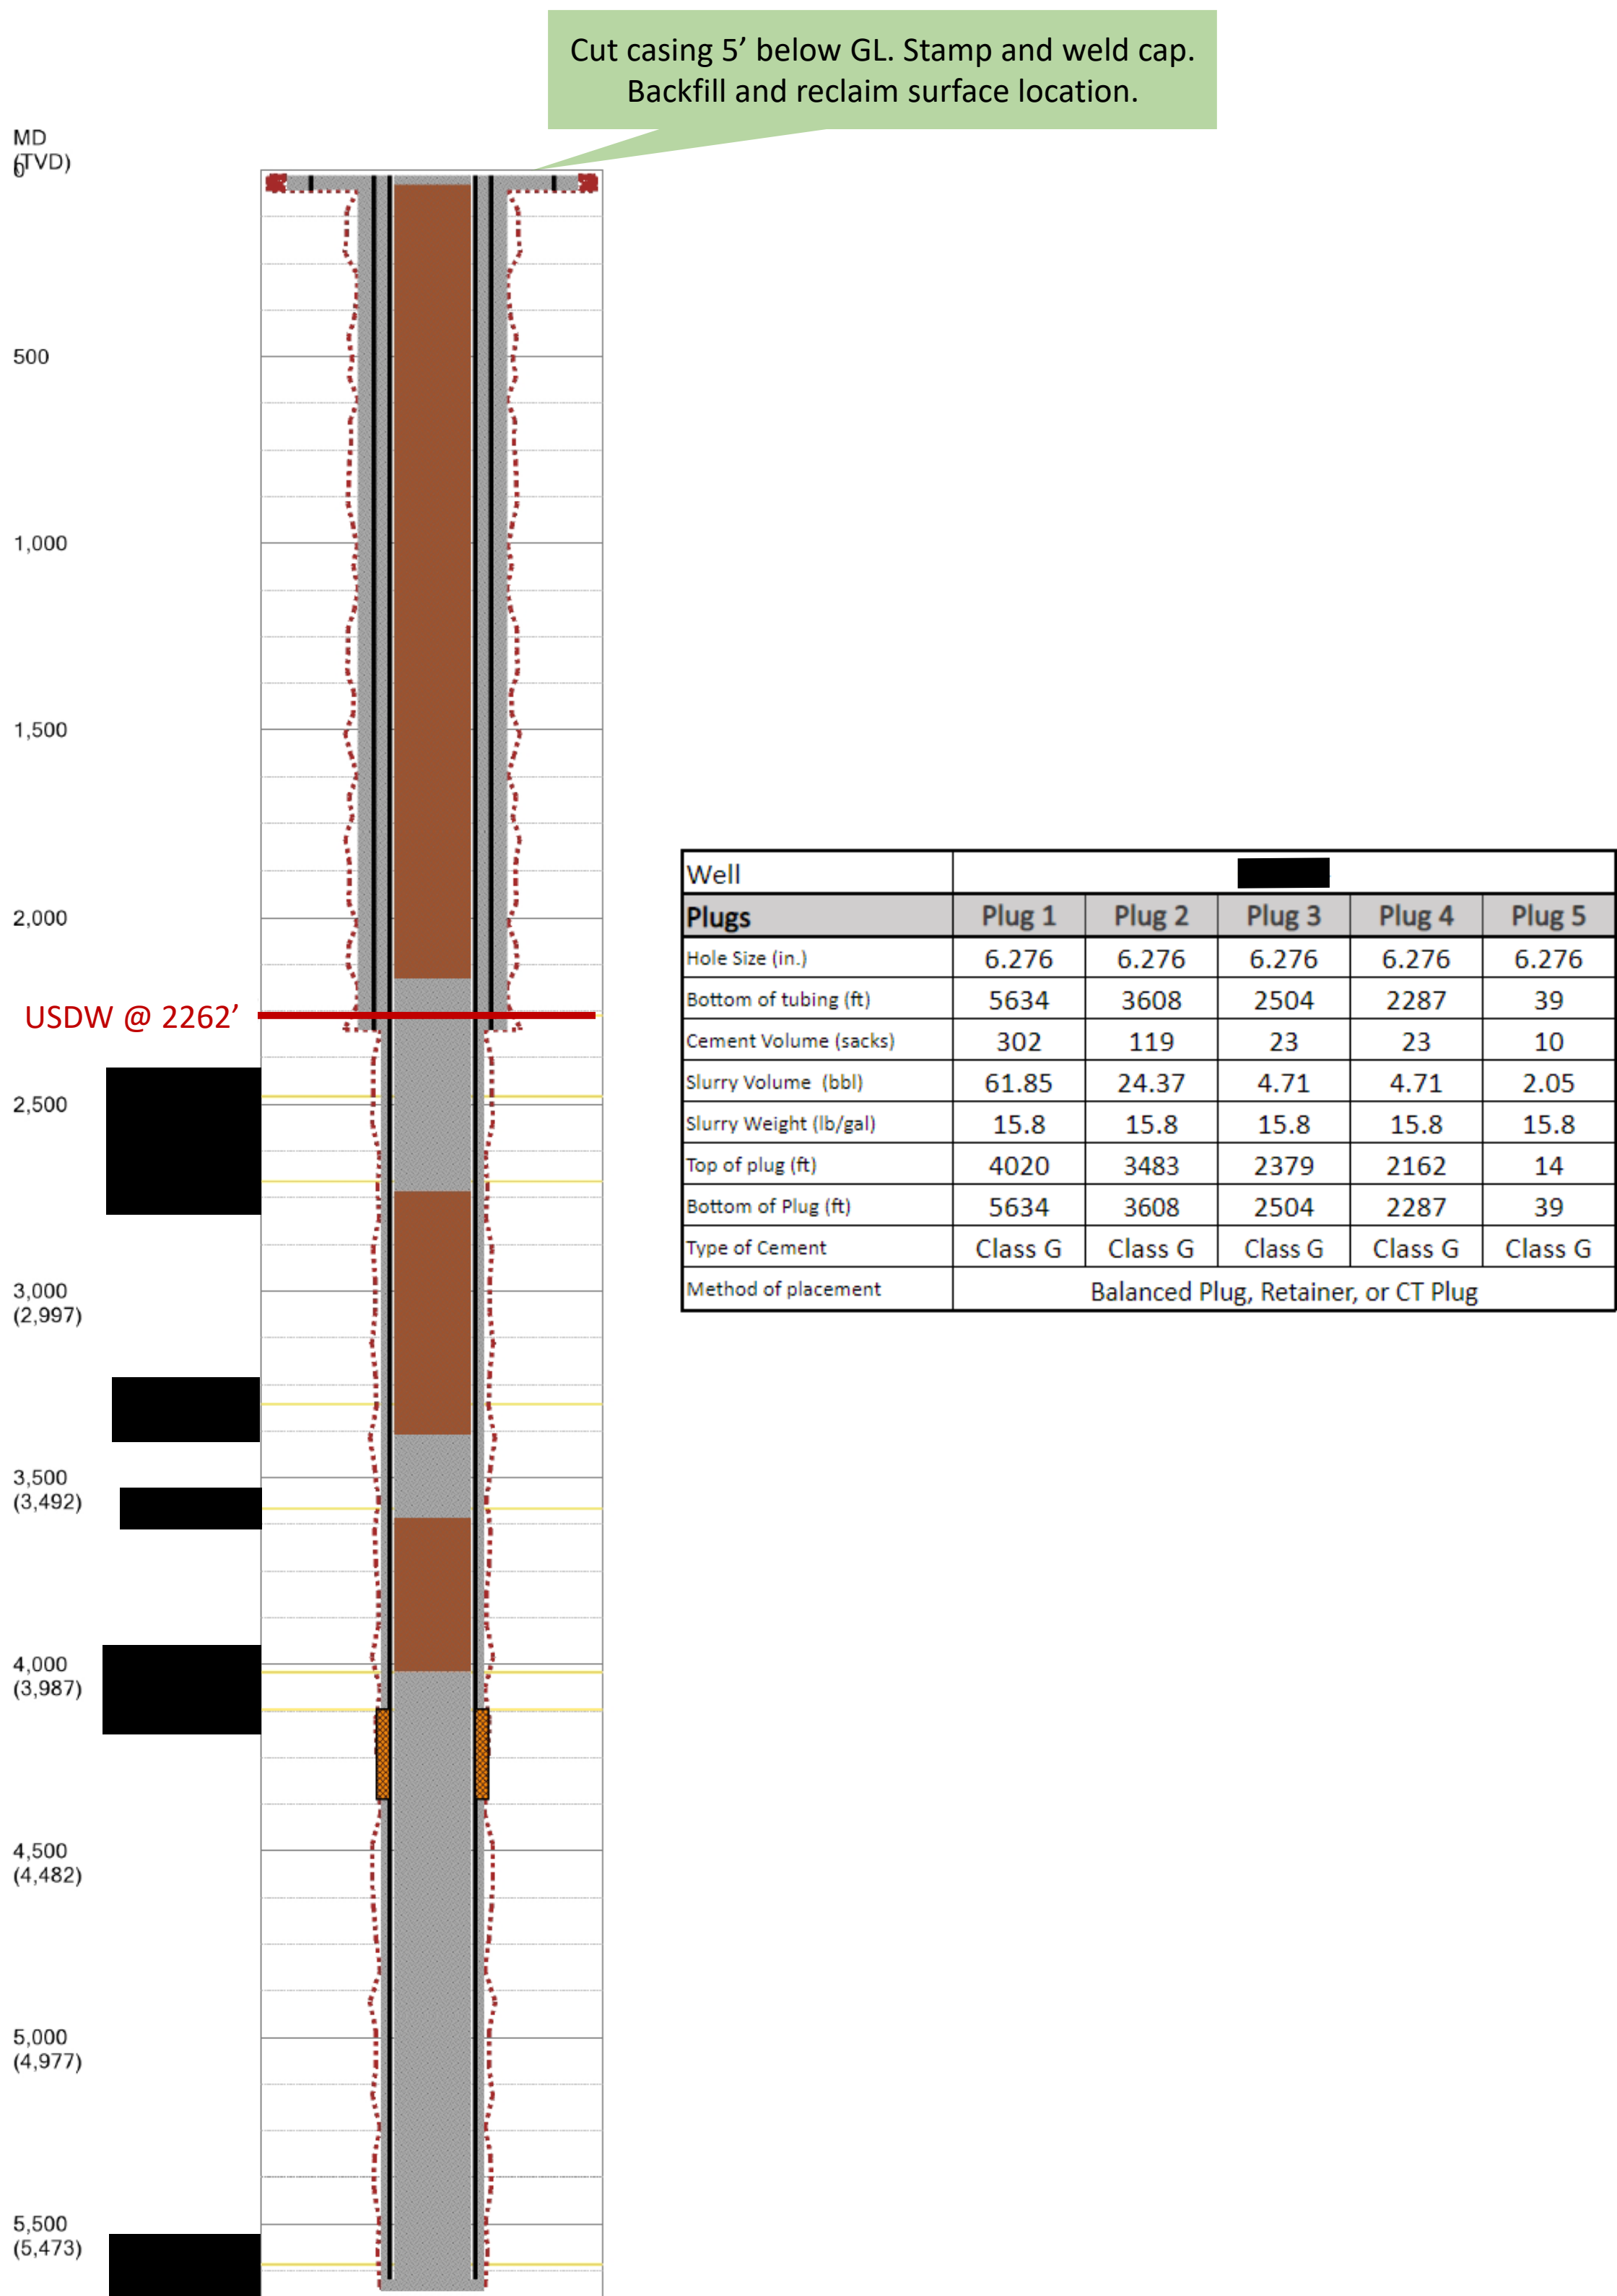 Cut casing 5’ below GL. Stamp and weld cap.
Backfill and reclaim surface location.
MD
(TVD)
0
500
1,000
1,500
2,000
USDW @ 2262’
2,500
3,000
(2,997)
3,500
(3,492)
4,000
(3,987)
4,500
(4,482)
5,000
(4,977)
5,500
(5,473)
Well
Plugs Plug 1 Plug 2 Plug 3 Plug 4 Plug 5
Hole Size (in.) 6.276 6.276 6.276 6.276 6.276
Bottom of tubing (ft) 5634 3608 2504 2287 39
Cement Volume (sacks) 302 119 23 23 10
Slurry Volume (bbl) 61.85 24.37 4.71 4.71 2.05
Slurry Weight (lb/gal) 15.8 15.8 15.8 15.8 15.8
Top of plug (ft) 4020 3483 2379 2162 14
Bottom of Plug (ft) 5634 3608 2504 2287 39
Type of Cement Class G Class G Class G Class G Class G
Method of placement Balanced Plug, Retainer, or CT Plug